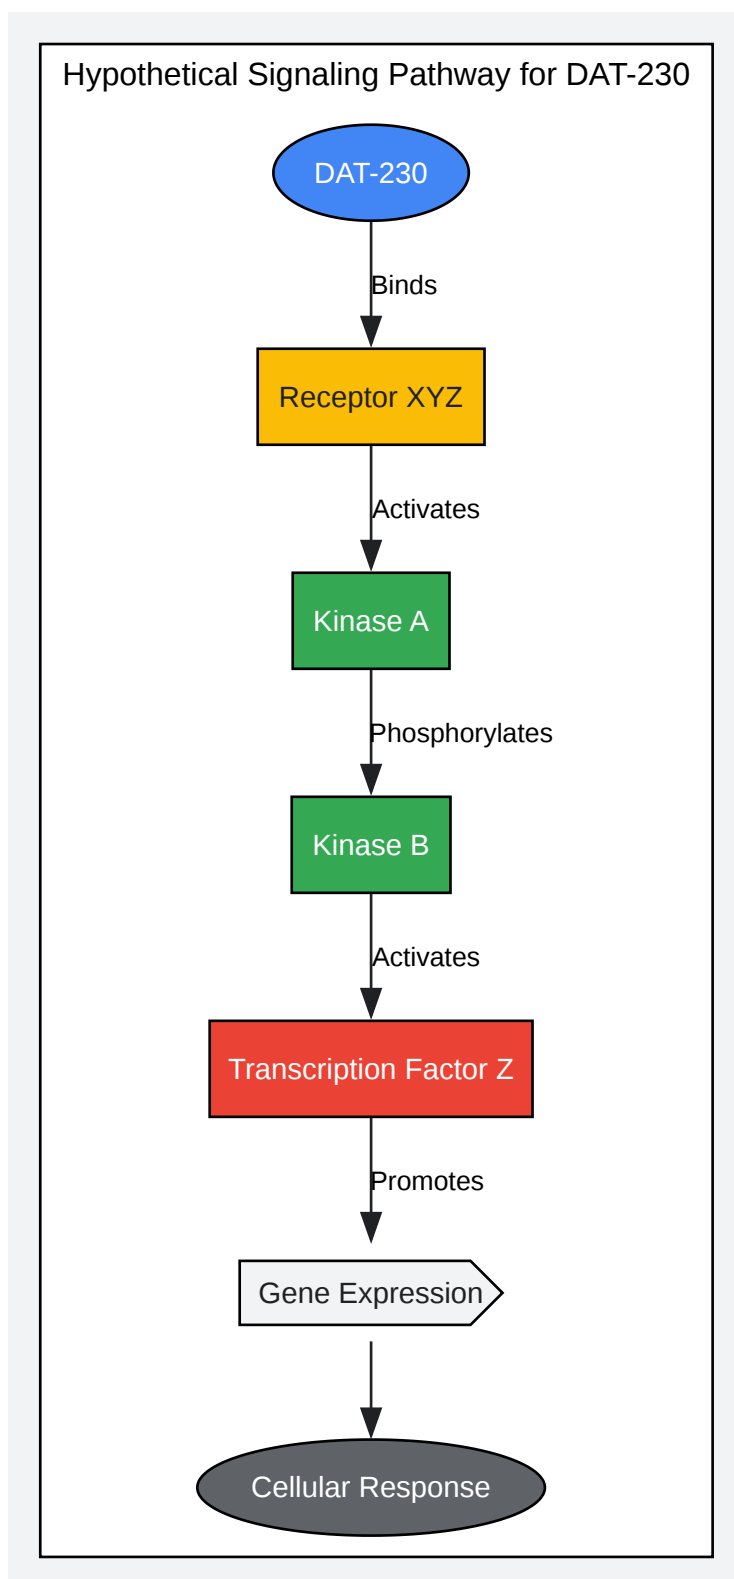 Hypothetical Signaling Pathway for DAT-230
DAT-230
Binds
Receptor XYZ
Activates
Kinase A
Phosphorylates
Kinase B
Activates
Transcription Factor Z
Promotes
Gene Expression
Cellular Response